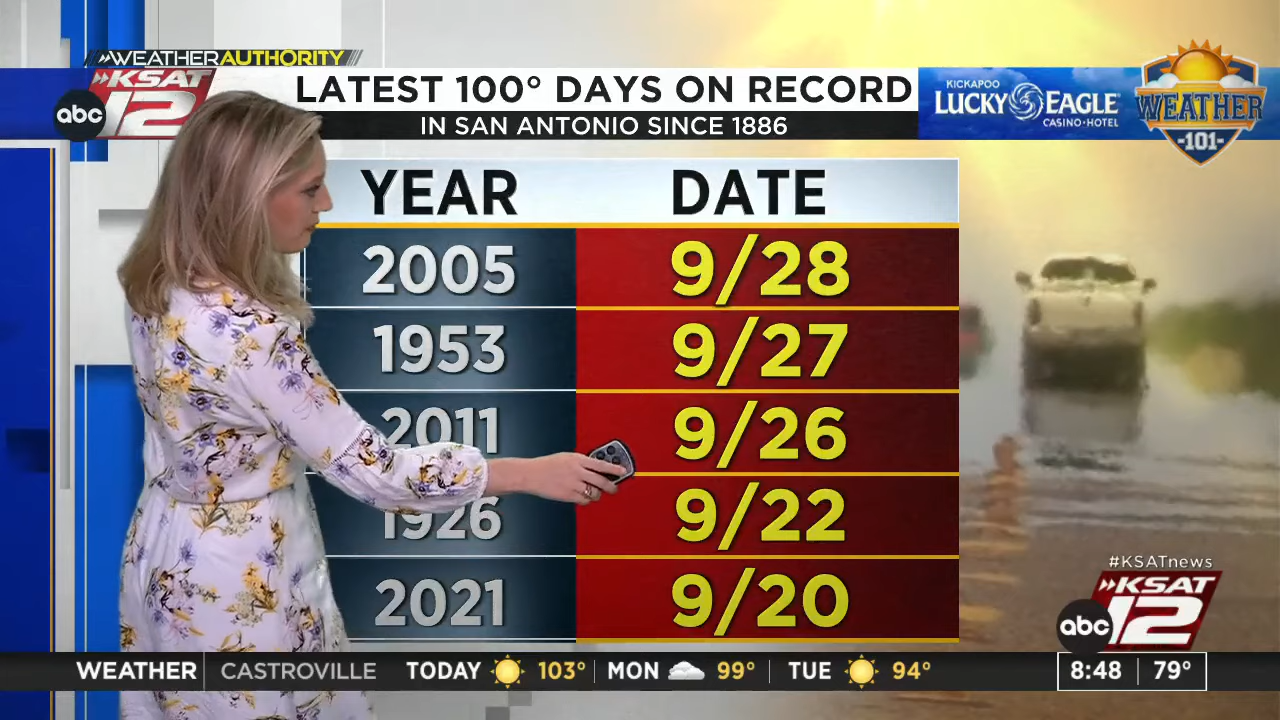 WEATHERAUTHORITY
KSAT
abc 12
LATEST 100° DAYS ON RECORD
IN SAN ANTONIO SINCE 1886
KICKAPOO
LUCKY EAGLE
CASINO•HOTEL
WEATHER
-101-
YEAR DATE
2005 9/28
1953 9/27
2011 9/26
1926 9/22
2021 9/20
#KSATnews
KSAT
abc 12
WEATHER CASTROVILLE TODAY 103° MON 99° TUE 94° 8:48 79°